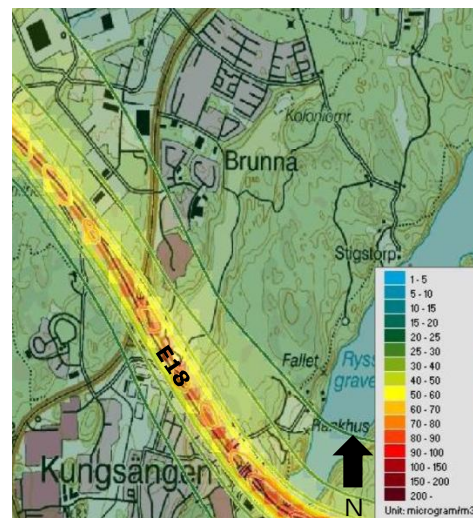 Koloniomr.
Brunna
Stigstorp
E18
Fallet
Kungsängen
N
1 - 5
5 - 10
10 - 15
15 - 20
20 - 25
25 - 30
30 - 40
40 - 50
50 - 60
60 - 70
70 - 80
80 - 90
90 - 100
100 - 150
150 - 200
200 -
Unit: microgram/m3